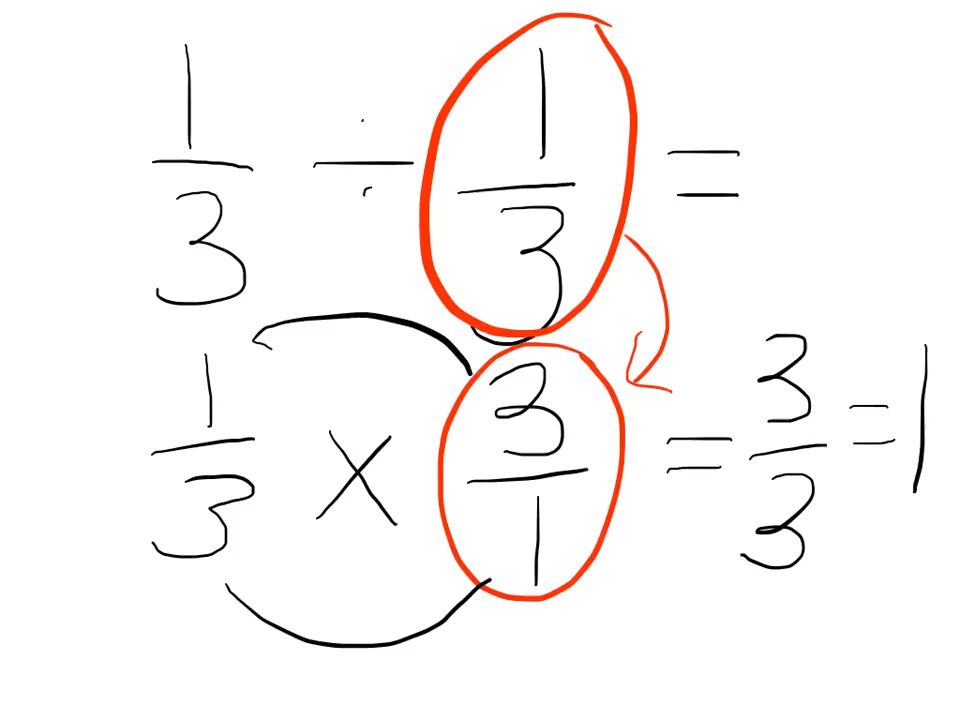 1/3 ÷ 1/3 =
1/3 × 3/1 = 3/3 = 1